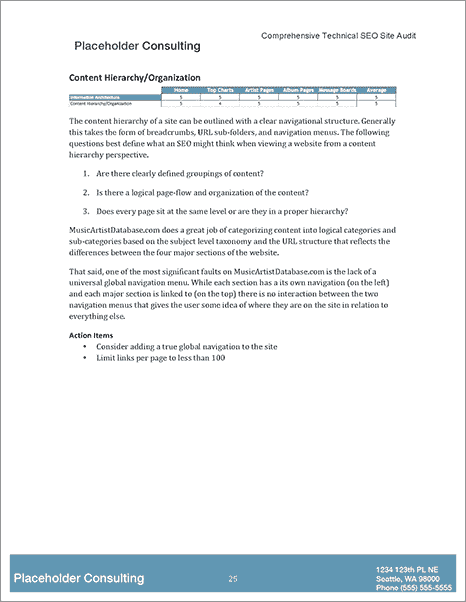 Comprehensive Technical SEO Site Audit
Placeholder Consulting
Content Hierarchy/Organization
Home Top Charts Artist Pages Album Pages Message Boards Average
Information Architecture 5 5 5 5 5 5
Content Hierarchy/Organization 5 4 5 5 5 5
The content hierarchy of a site can be outlined with a clear navigational structure. Generally
this takes the form of breadcrumbs, URL sub-folders, and navigation menus. The following
questions best define what an SEO might think when viewing a website from a content
hierarchy perspective.
1. Are there clearly defined groupings of content?
2. Is there a logical page-flow and organization of the content?
3. Does every page sit at the same level or are they in a proper hierarchy?
MusicArtistDatabase.com does a great job of categorizing content into logical categories and
sub-categories based on the subject level taxonomy and the URL structure that reflects the
differences between the four major sections of the website.
That said, one of the most significant faults on MusicArtistDatabase.com is the lack of a
universal global navigation menu. While each section has a its own navigation (on the left)
and each major section is linked to (on the top) there is no interaction between the two
navigation menus that gives the user some idea of where they are on the site in relation to
everything else.
Action Items
• Consider adding a true global navigation to the site
• Limit links per page to less than 100
Placeholder Consulting
25
1234 123th PL NE
Seattle, WA 98000
Phone (555) 555-5555